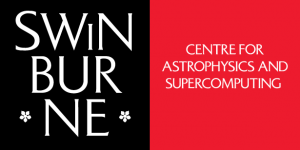 SWiN
BUR
NE
CENTRE FOR
ASTROPHYSICS AND
SUPERCOMPUTING